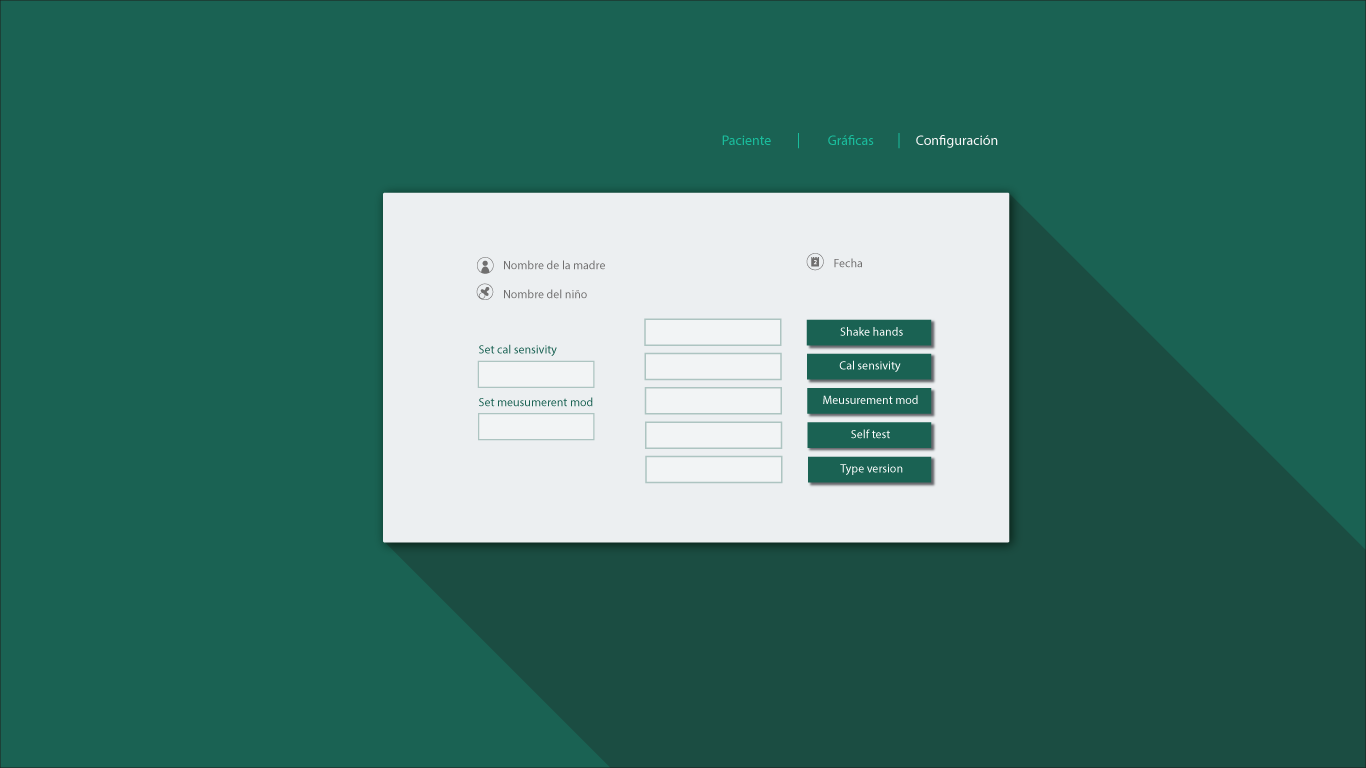 Paciente | Gráficas | Configuración
Nombre de la madre
Fecha
Nombre del niño
Set cal sensivity
Set meusumerent mod
Shake hands
Cal sensivity
Meusurement mod
Self test
Type version